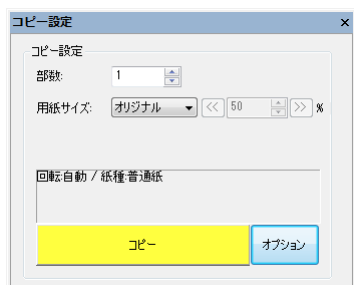 コピー設定 ×
コピー設定
部数: 1
用紙サイズ: オリジナル << 50 >> %
回転:自動 / 紙種:普通紙
コピー オプション